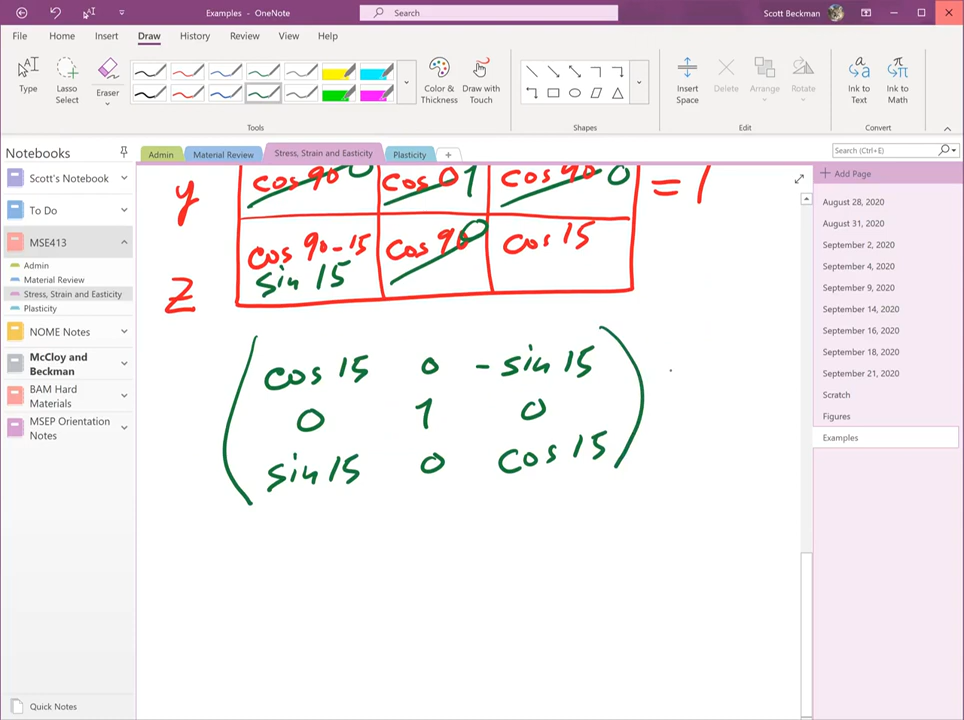 Examples - OneNote
Search
Scott Beckman
File Home Insert Draw History Review View Help
Type
Lasso Select
Eraser
Color & Thickness
Draw with Touch
Insert Space
Delete
Arrange
Rotate
Ink to Text
Ink to Math
Tools
Shapes
Edit
Convert
Notebooks
Admin
Material Review
Stress, Strain and Easticity
Plasticity
Search (Ctrl+E)
Scott's Notebook
To Do
MSE413
Admin
Material Review
Stress, Strain and Easticity
Plasticity
NOME Notes
McCloy and Beckman
BAM Hard Materials
MSEP Orientation Notes
Quick Notes
y cos 90 0 cos 0 1 cos 90 0 = 1
z cos 90-15 cos 90 0 cos 15
sin 15
cos 15 0 - sin 15
0 1 0
sin 15 0 cos 15
Add Page
August 28, 2020
August 31, 2020
September 2, 2020
September 4, 2020
September 9, 2020
September 14, 2020
September 16, 2020
September 18, 2020
September 21, 2020
Scratch
Figures
Examples